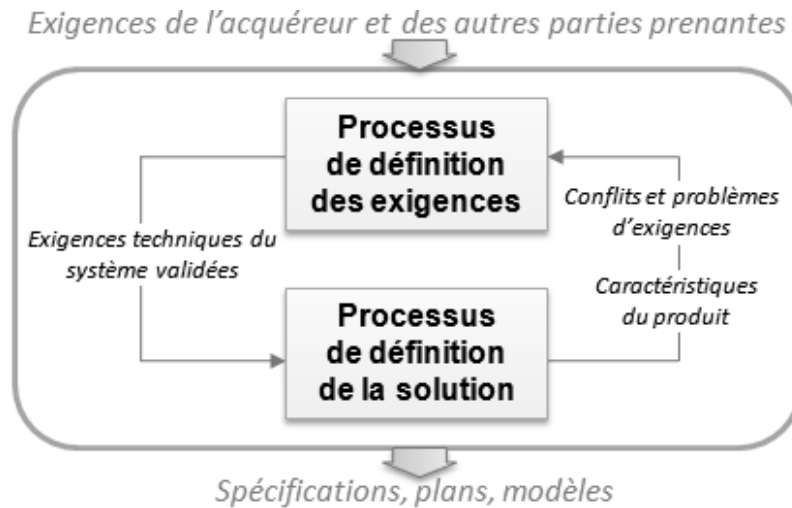 Exigences de l'acquéreur et des autres parties prenantes
Processus
de définition
des exigences
Exigences techniques du
système validées
Conflits et problèmes
d'exigences
Caractéristiques
du produit
Processus
de définition
de la solution
Spécifications, plans, modèles